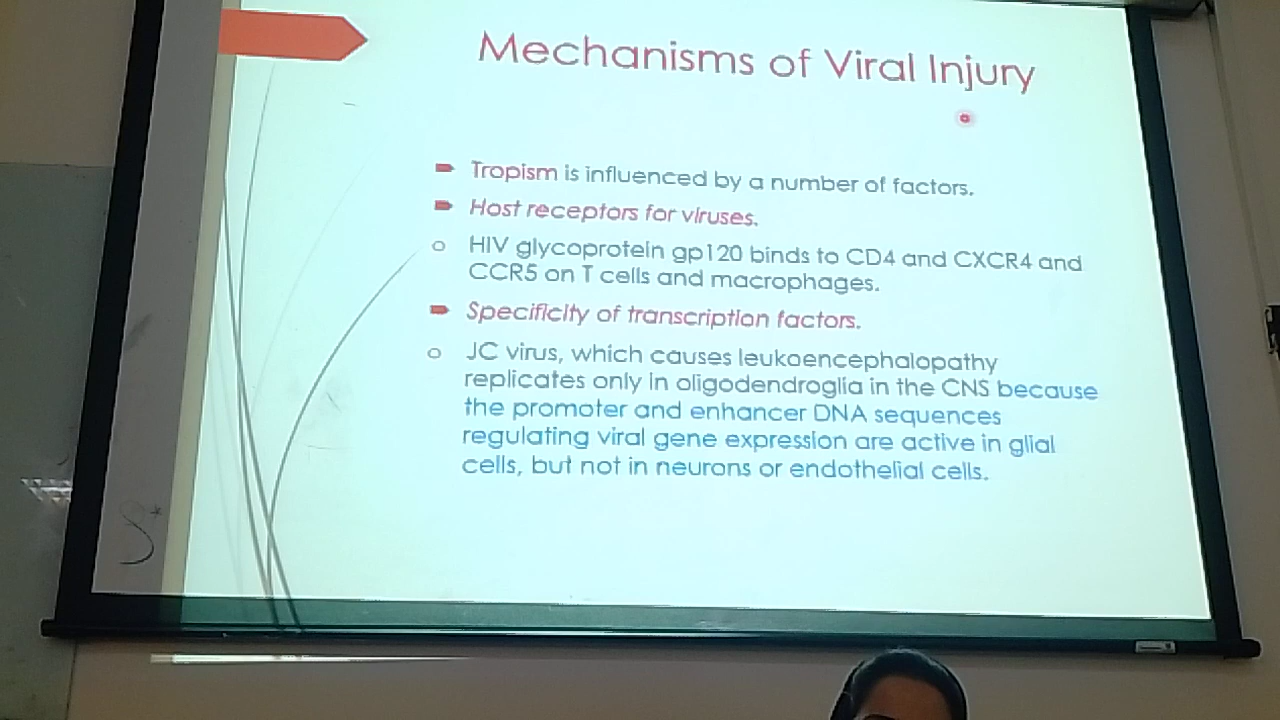 Mechanisms of Viral Injury
Tropism is influenced by a number of factors.
Host receptors for viruses.
HIV glycoprotein gp120 binds to CD4 and CXCR4 and
CCR5 on T cells and macrophages.
Specificity of transcription factors.
JC virus, which causes leukoencephalopathy
replicates only in oligodendroglia in the CNS because
the promoter and enhancer DNA sequences
regulating viral gene expression are active in glial
cells, but not in neurons or endothelial cells.